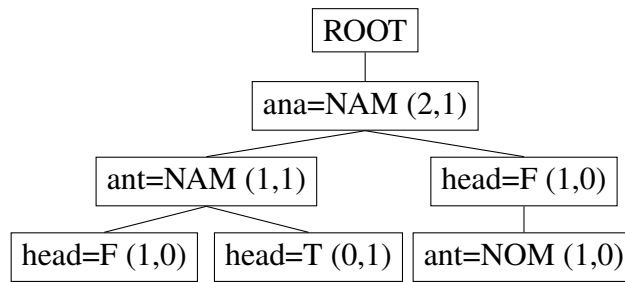 ROOT
ana=NAM (2,1)
ant=NAM (1,1) head=F (1,0)
head=F (1,0) head=T (0,1) ant=NOM (1,0)